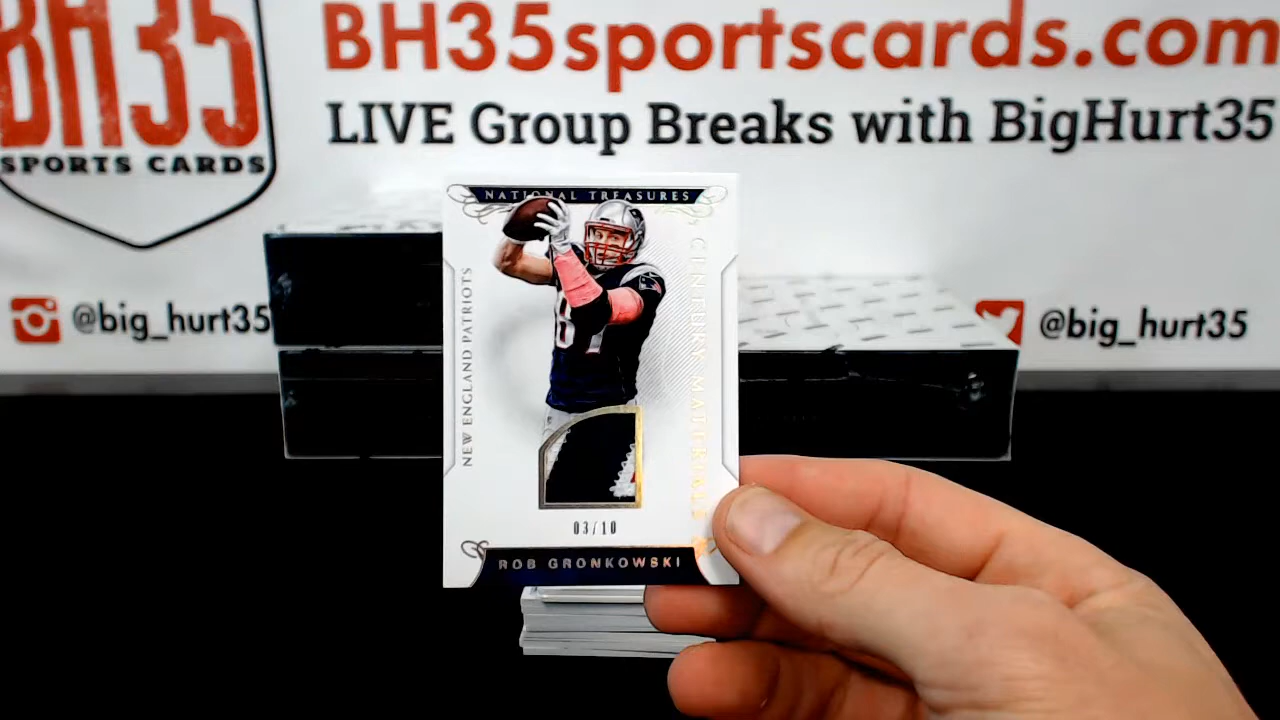 BH35
SPORTS CARDS
BH35sportscards.com
LIVE Group Breaks with BigHurt35
@big_hurt35
@big_hurt35
NATIONAL TREASURES
NEW ENGLAND PATRIOTS
CENTURY MATERIALS
03/10
ROB GRONKOWSKI